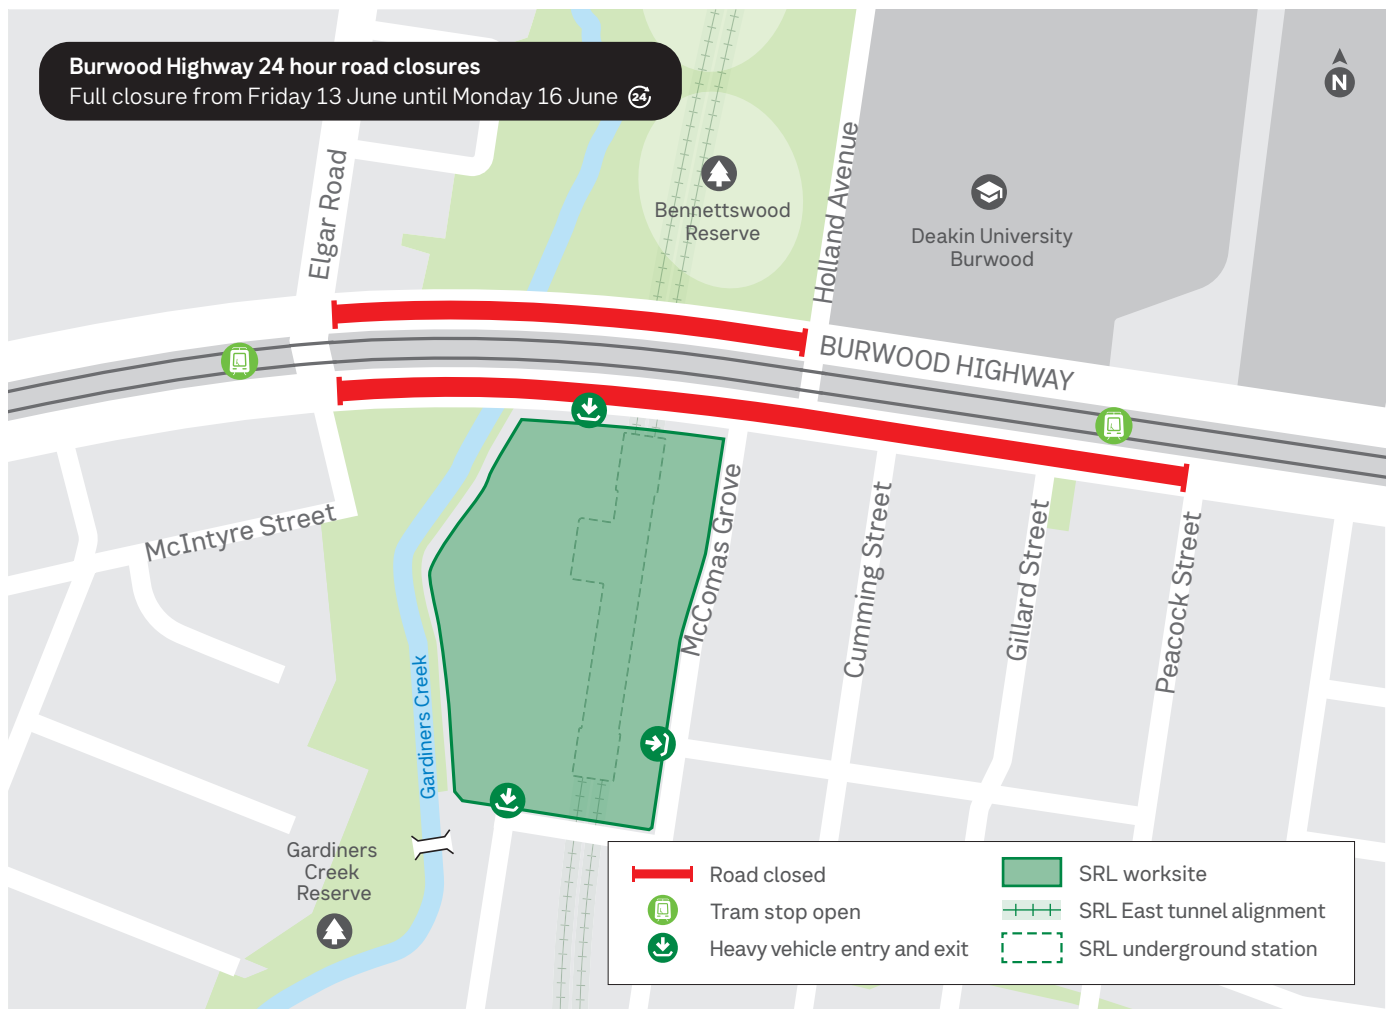 Burwood Highway 24 hour road closures
Full closure from Friday 13 June until Monday 16 June 24
N
Elgar Road
Holland Avenue
Bennettswood
Reserve
Deakin University
Burwood
BURWOOD HIGHWAY
McIntyre Street
McComas Grove
Cumming Street
Gillard Street
Peacock Street
Gardiners Creek
Gardiners
Creek
Reserve
Road closed
Tram stop open
Heavy vehicle entry and exit
SRL worksite
SRL East tunnel alignment
SRL underground station